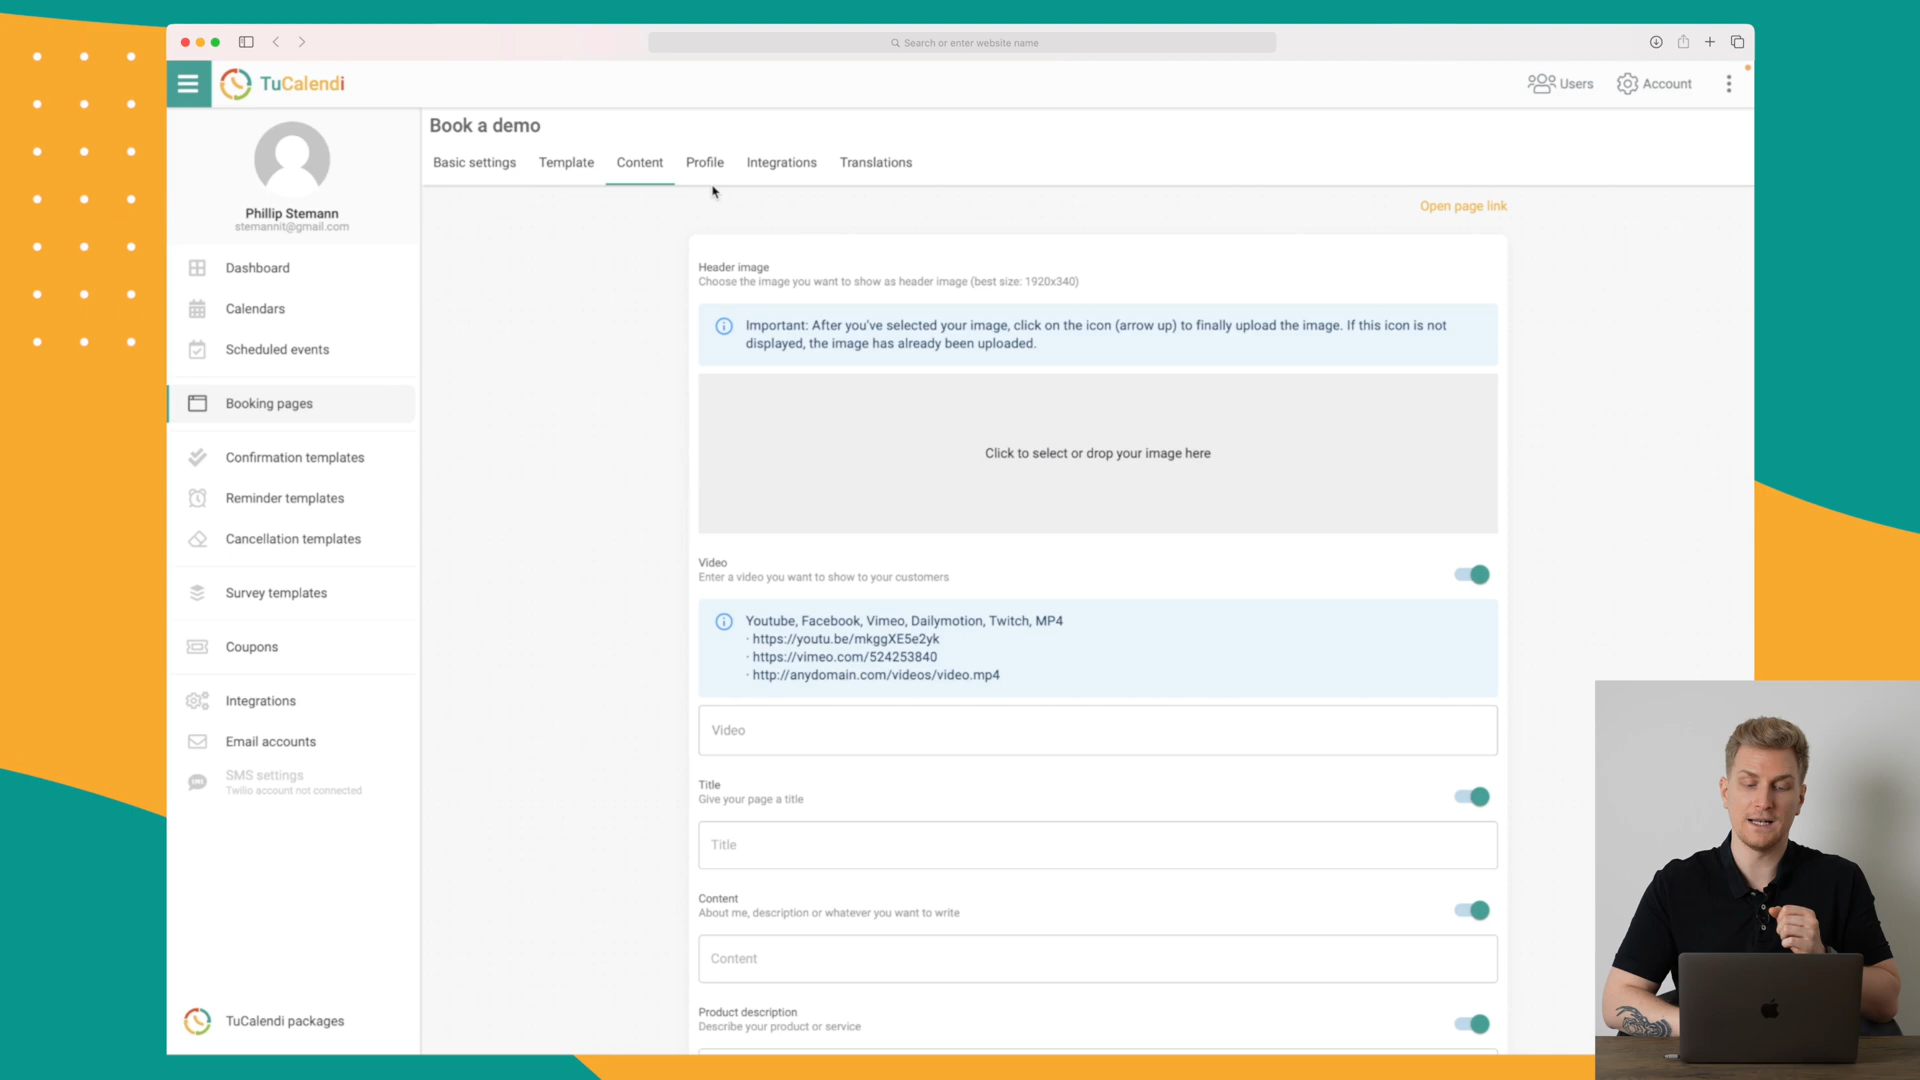 Search or enter website name
TuCalendi
Users
Account
Phillip Stemann
stemannit@gmail.com
Dashboard
Calendars
Scheduled events
Booking pages
Confirmation templates
Reminder templates
Cancellation templates
Survey templates
Coupons
Integrations
Email accounts
SMS settings
Twilio account not connected
TuCalendi packages
Book a demo
Basic settings Template Content Profile Integrations Translations
Open page link
Header image
Choose the image you want to show as header image (best size: 1920x340)
Important: After you've selected your image, click on the icon (arrow up) to finally upload the image. If this icon is not
displayed, the image has already been uploaded.
Click to select or drop your image here
Video
Enter a video you want to show to your customers
Youtube, Facebook, Vimeo, Dailymotion, Twitch, MP4
· https://youtu.be/mkggXE5e2yk
· https://vimeo.com/524253840
· http://anydomain.com/videos/video.mp4
Video
Title
Give your page a title
Title
Content
About me, description or whatever you want to write
Content
Product description
Describe your product or service